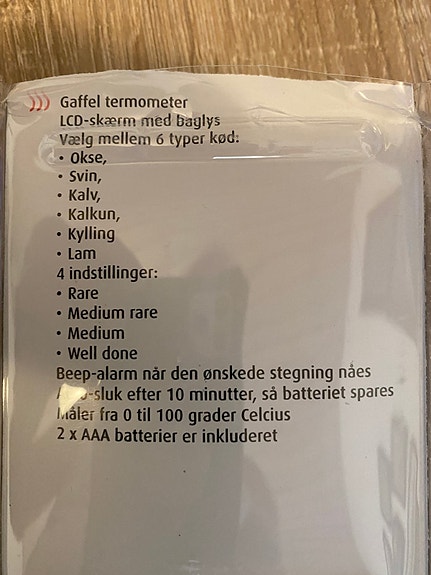 Gaffel termometer
LCD-skærm med baglys
Vælg mellem 6 typer kød:
• Okse,
• Svin,
• Kalv,
• Kalkun,
• Kylling
• Lam
4 indstillinger:
• Rare
• Medium rare
• Medium
• Well done
Beep-alarm når den ønskede stegning nåes
Auto-sluk efter 10 minutter, så batteriet spares
Måler fra 0 til 100 grader Celcius
2 x AAA batterier er inkluderet